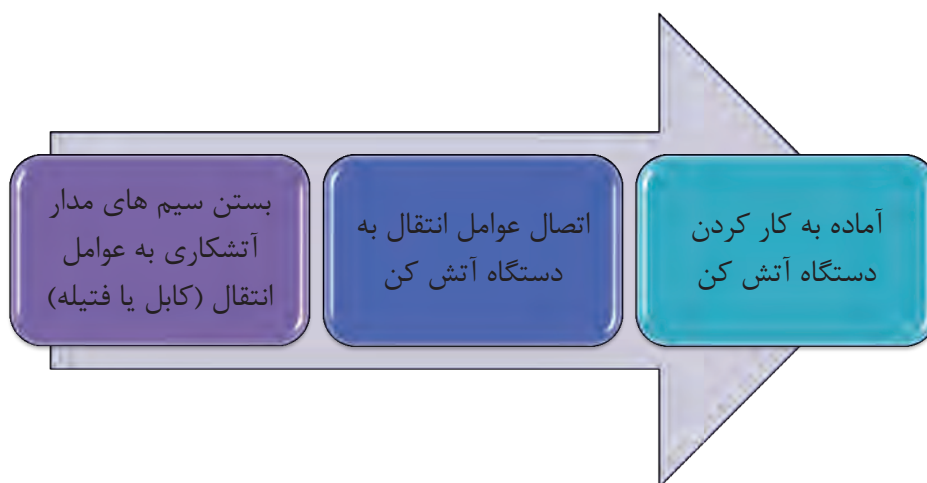 بستن سیم های مدار
آتشکاری به عوامل
انتقال (کابل یا فتیله)
اتصال عوامل انتقال به
دستگاه آتش کن
آماده به کار کردن
دستگاه آتش کن